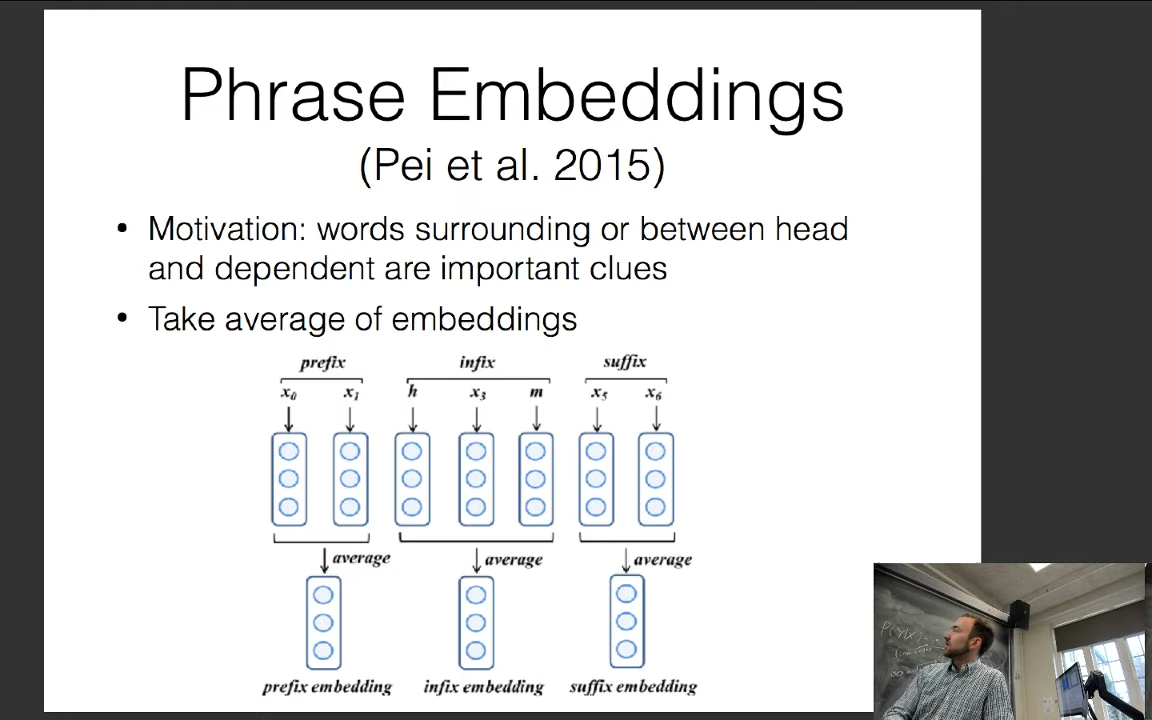 Phrase Embeddings
(Pei et al. 2015)
• Motivation: words surrounding or between head
and dependent are important clues
• Take average of embeddings
prefix infix suffix
x0 x1 h x3 m x5 x6
average average average
prefix embedding infix embedding suffix embedding
P(Y|X)